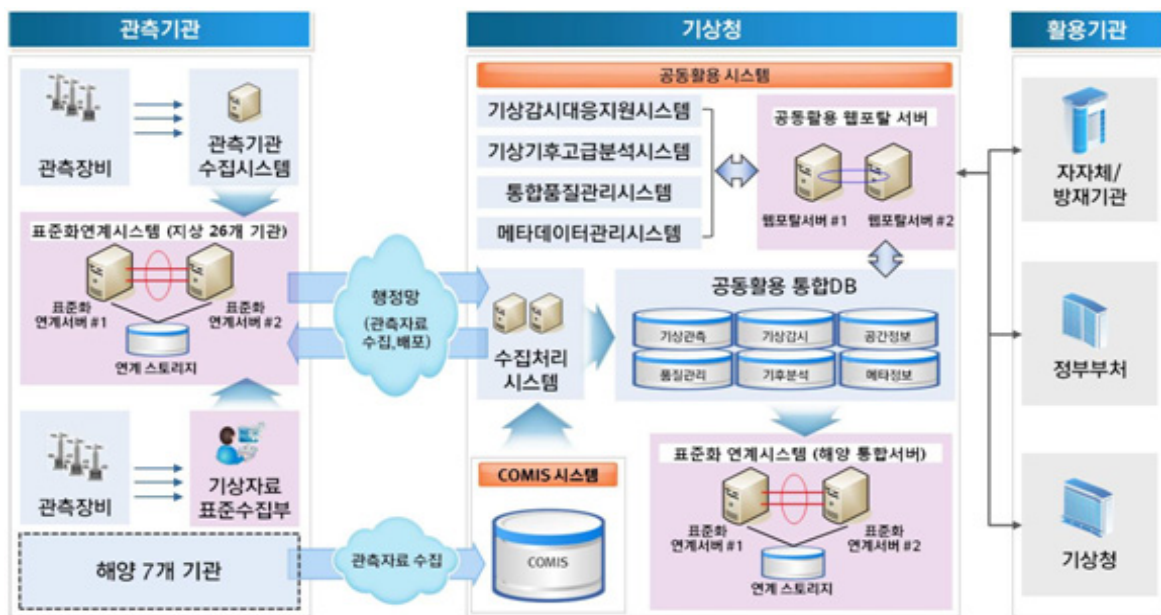 관측기관
관측장비
관측기관
수집시스템
표준화연계시스템 (지상 26개 기관)
표준화
연계서버 #1
표준화
연계서버 #2
연계 스토리지
관측장비
기상자료
표준수집부
해양 7개 기관
행정망
(관측자료
수집,배포)
관측자료 수집
기상청
공동활용 시스템
기상감시대응지원시스템
기상기후고급분석시스템
통합품질관리시스템
메타데이터관리시스템
공동활용 웹포탈 서버
웹포탈서버 #1
웹포탈서버 #2
수집처리
시스템
공동활용 통합DB
기상관측
기상감시
공간정보
품질관리
기후분석
메타정보
COMIS 시스템
COMIS
표준화 연계시스템 (해양 통합서버)
표준화
연계서버 #1
표준화
연계서버 #2
연계 스토리지
활용기관
자자체/
방재기관
정부부처
기상청